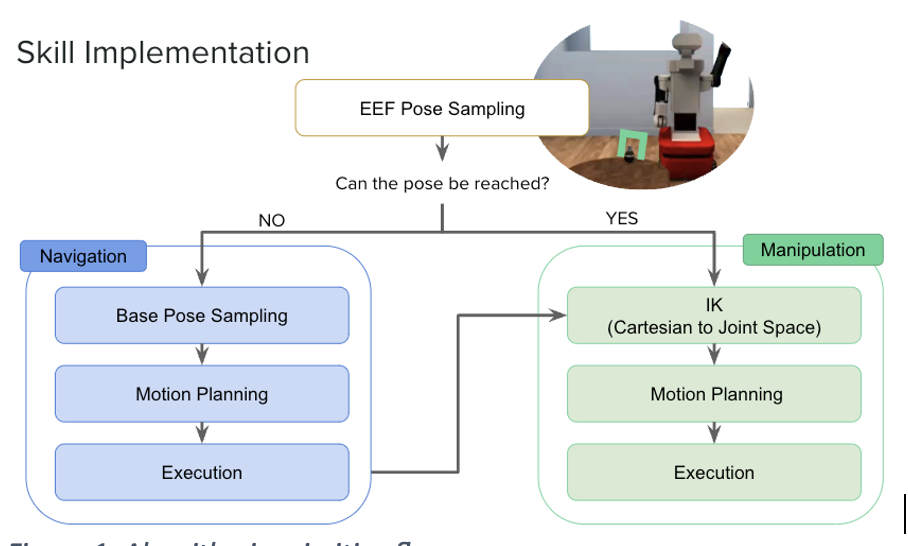 Skill Implementation
EEF Pose Sampling
Can the pose be reached?
NO
YES
Navigation
Manipulation
Base Pose Sampling
IK
(Cartesian to Joint Space)
Motion Planning
Motion Planning
Execution
Execution